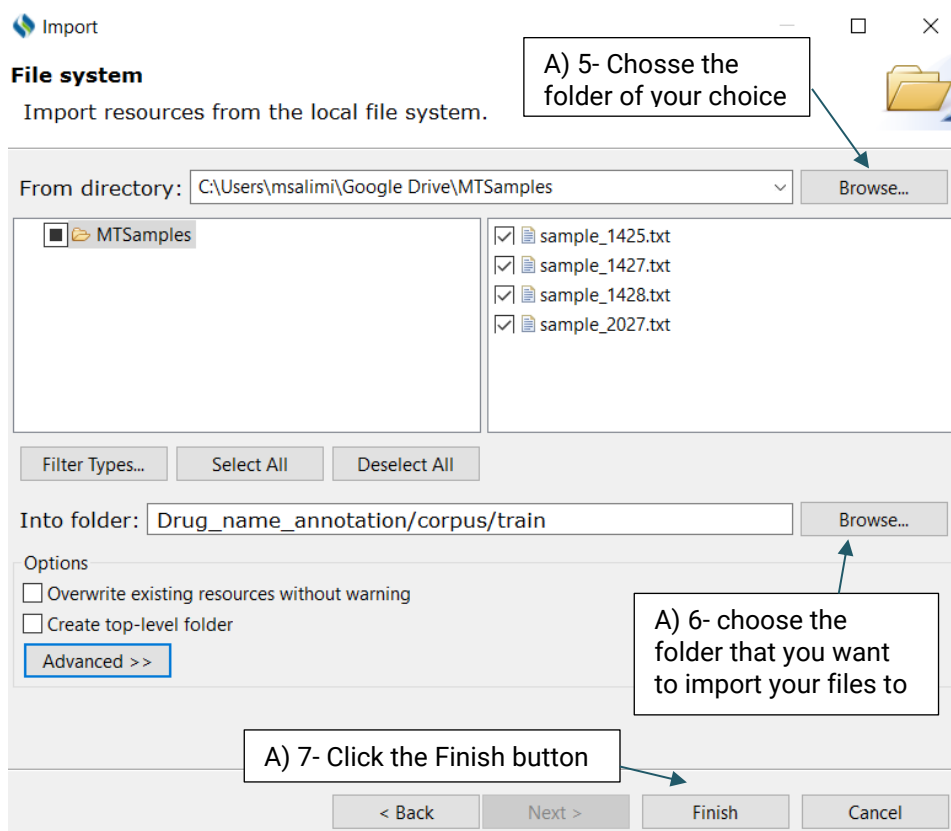 Import
A) 5- Chosse the
folder of your choice
File system
Import resources from the local file system.
From directory: C:\Users\msalimi\Google Drive\MTSamples Browse...
MTSamples
sample_1425.txt
sample_1427.txt
sample_1428.txt
sample_2027.txt
Filter Types... Select All Deselect All
Into folder: Drug_name_annotation/corpus/train Browse...
Options
Overwrite existing resources without warning
Create top-level folder
Advanced >>
A) 6- choose the
folder that you want
to import your files to
A) 7- Click the Finish button
< Back Next > Finish Cancel